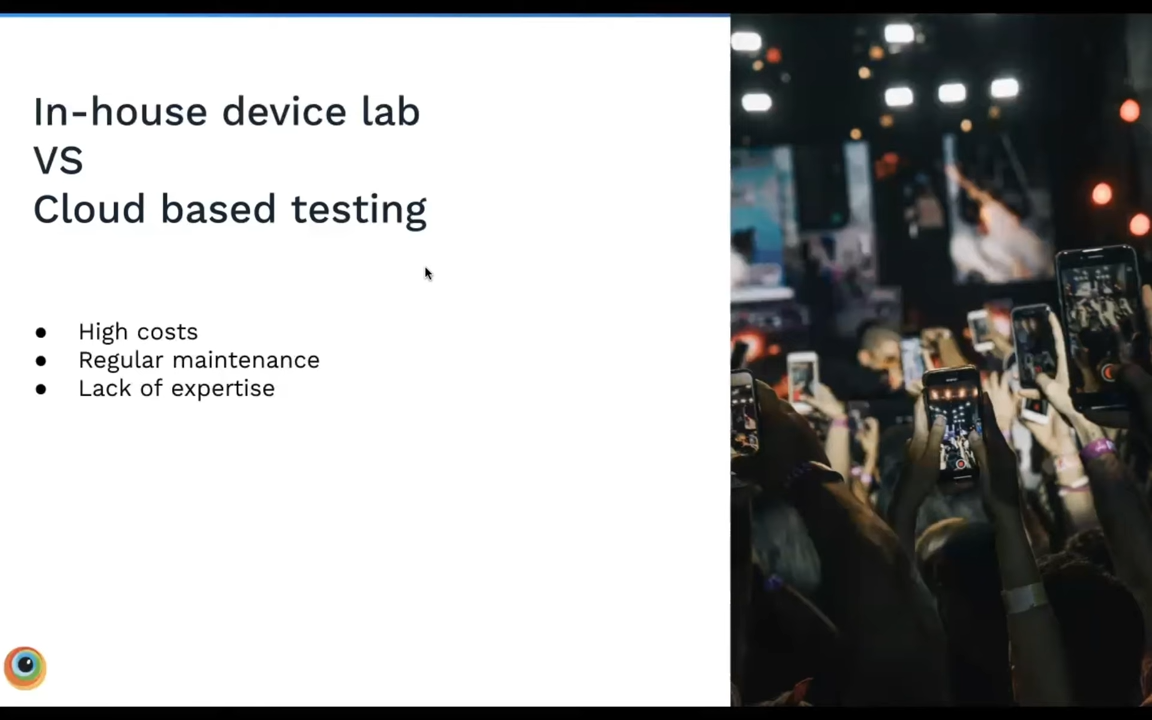 In-house device lab
VS
Cloud based testing
● High costs
● Regular maintenance
● Lack of expertise